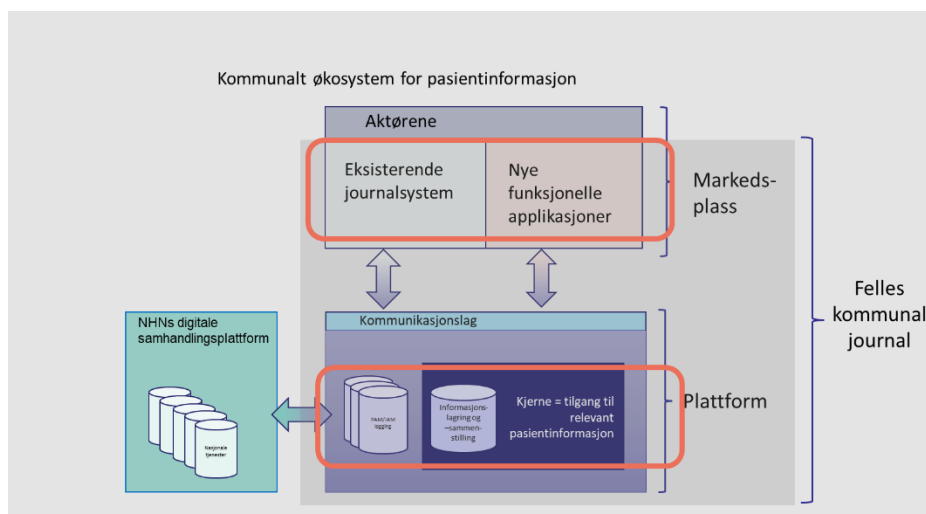 Kommunalt økosystem for pasientinformasjon
Aktørene
Eksisterende
journalsystem
Nye
funksjonelle
applikasjoner
Markeds-
plass
Felles
kommunal
journal
NHNs digitale
samhandlingsplattform
Nasjonale
tjenester
Kommunikasjonslag
logging
Informasjons-
lagring og
–sammen-
stilling
Kjerne = tilgang til
relevant
pasientinformasjon
Plattform